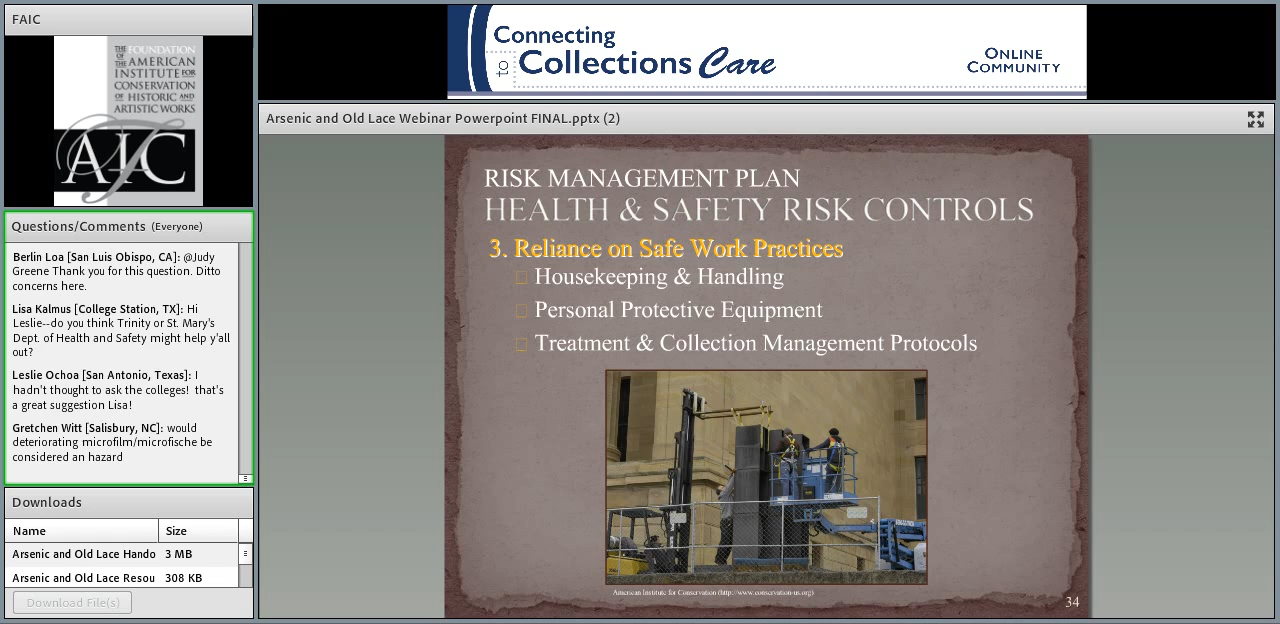 FAIC
THE FOUNDATION
OF THE AMERICAN
INSTITUTE FOR
CONSERVATION
OF HISTORIC AND
ARTISTIC WORKS
AIC
Connecting
to Collections Care
ONLINE
COMMUNITY
Questions/Comments (Everyone)
Berlin Loa [San Luis Obispo, CA]: @Judy
Greene Thank you for this question. Ditto
concerns here.
Lisa Kalmus [College Station, TX]: Hi
Leslie--do you think Trinity or St. Mary's
Dept. of Health and Safety might help y'all
out?
Leslie Ochoa [San Antonio, Texas]: I
hadn't thought to ask the colleges! that's
a great suggestion Lisa!
Gretchen Witt [Salisbury, NC]: would
deteriorating microfilm/microfische be
considered an hazard
Downloads
Name Size
Arsenic and Old Lace Hando 3 MB
Arsenic and Old Lace Resou 308 KB
Download File(s)
Arsenic and Old Lace Webinar Powerpoint FINAL.pptx (2)
RISK MANAGEMENT PLAN
HEALTH & SAFETY RISK CONTROLS
3. Reliance on Safe Work Practices
Housekeeping & Handling
Personal Protective Equipment
Treatment & Collection Management Protocols
American Institute for Conservation (http://www.conservation-us.org)
34